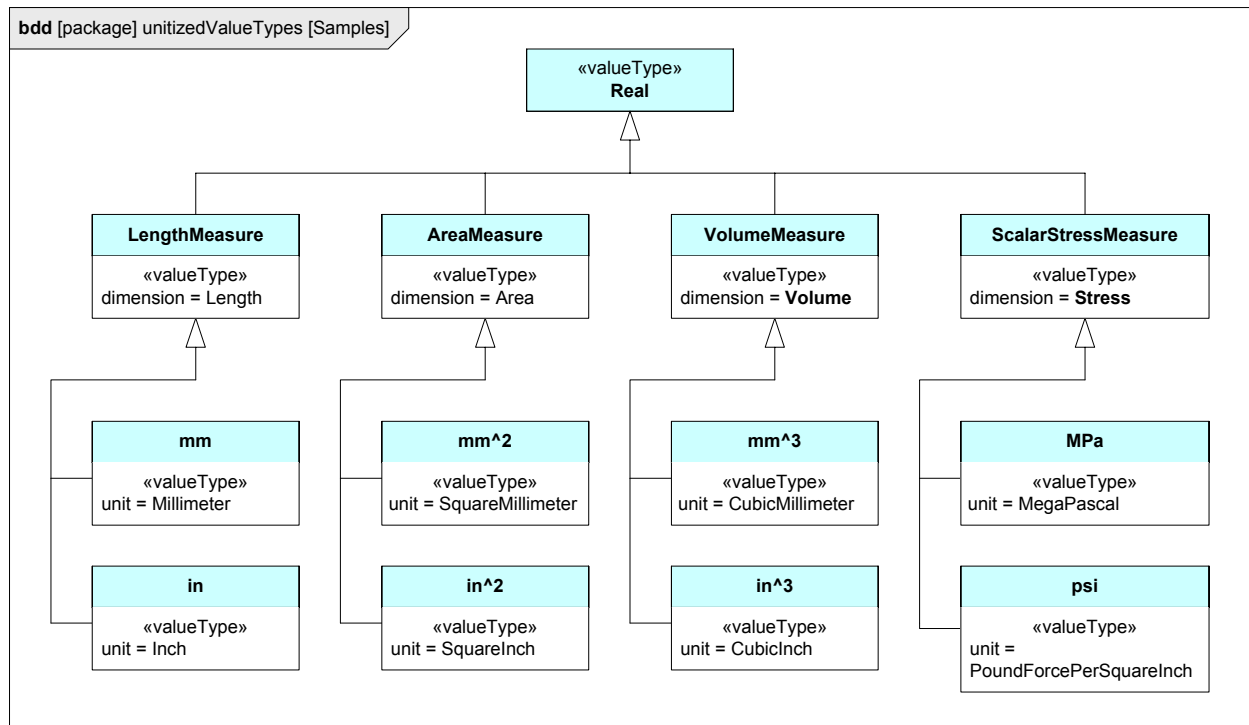 bdd [package] unitizedValueTypes [Samples]
«valueType»
Real
LengthMeasure
«valueType»
dimension = Length
AreaMeasure
«valueType»
dimension = Area
VolumeMeasure
«valueType»
dimension = Volume
ScalarStressMeasure
«valueType»
dimension = Stress
mm
«valueType»
unit = Millimeter
mm^2
«valueType»
unit = SquareMillimeter
mm^3
«valueType»
unit = CubicMillimeter
MPa
«valueType»
unit = MegaPascal
in
«valueType»
unit = Inch
in^2
«valueType»
unit = SquareInch
in^3
«valueType»
unit = CubicInch
psi
«valueType»
unit =
PoundForcePerSquareInch